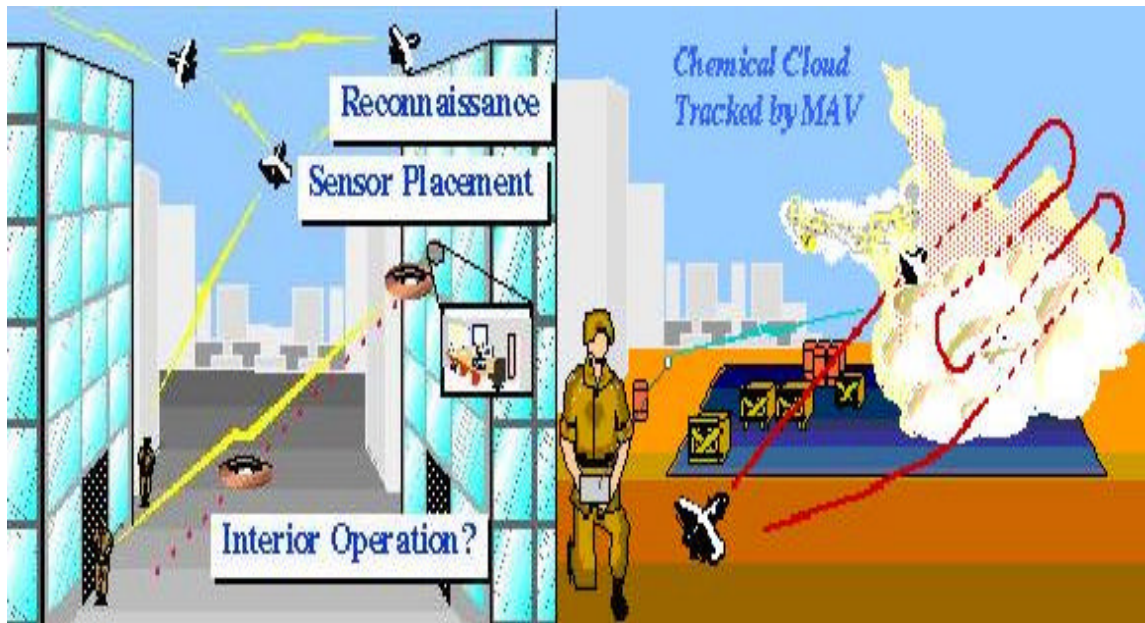 Reconnaissance
Sensor Placement
Interior Operation?
Chemical Cloud
Tracked by MAV